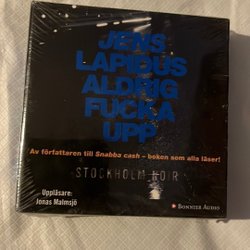 JENS
LAPIDUS
ALDRIG
FUCKA
UPP
Av författaren till Snabba cash – boken som alla läser!
STOCKHOLM NOIR
Uppläsare:
Jonas Malmsjö
BONNIER AUDIO